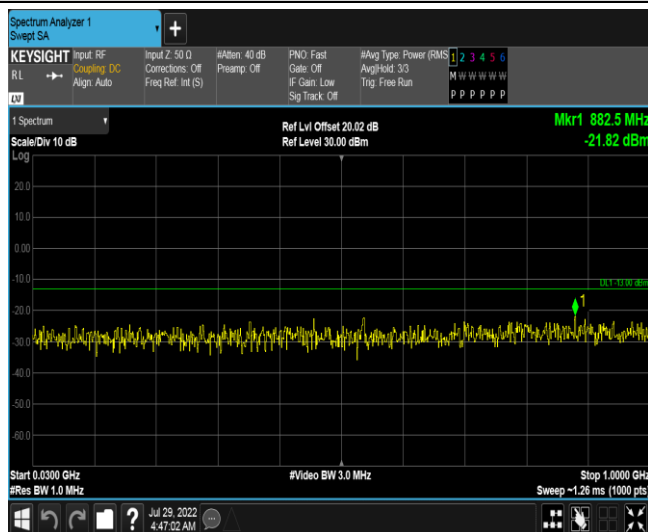 Spectrum Analyzer 1
Swept SA
+
KEYSIGHT
RL
LXI
Input: RF
Coupling: DC
Align: Auto
Input Z: 50 Ω
Corrections: Off
Freq Ref: Int (S)
#Atten: 40 dB
Preamp: Off
PNO: Fast
Gate: Off
IF Gain: Low
Sig Track: Off
#Avg Type: Power (RMS
Avg|Hold: 3/3
Trig: Free Run
1 2 3 4 5 6
M W W W W W
P P P P P P
1 Spectrum
Scale/Div 10 dB
Ref Lvl Offset 20.02 dB
Ref Level 30.00 dBm
Mkr1 882.5 MHz
-21.82 dBm
Log
20.0
10.0
0.00
-10.0
DL1 -13.00 dBm
1
-20.0
-30.0
-40.0
-50.0
-60.0
Start 0.0300 GHz
#Res BW 1.0 MHz
#Video BW 3.0 MHz
Stop 1.0000 GHz
Sweep ~1.26 ms (1000 pts)
?
Jul 29, 2022
4:47:02 AM